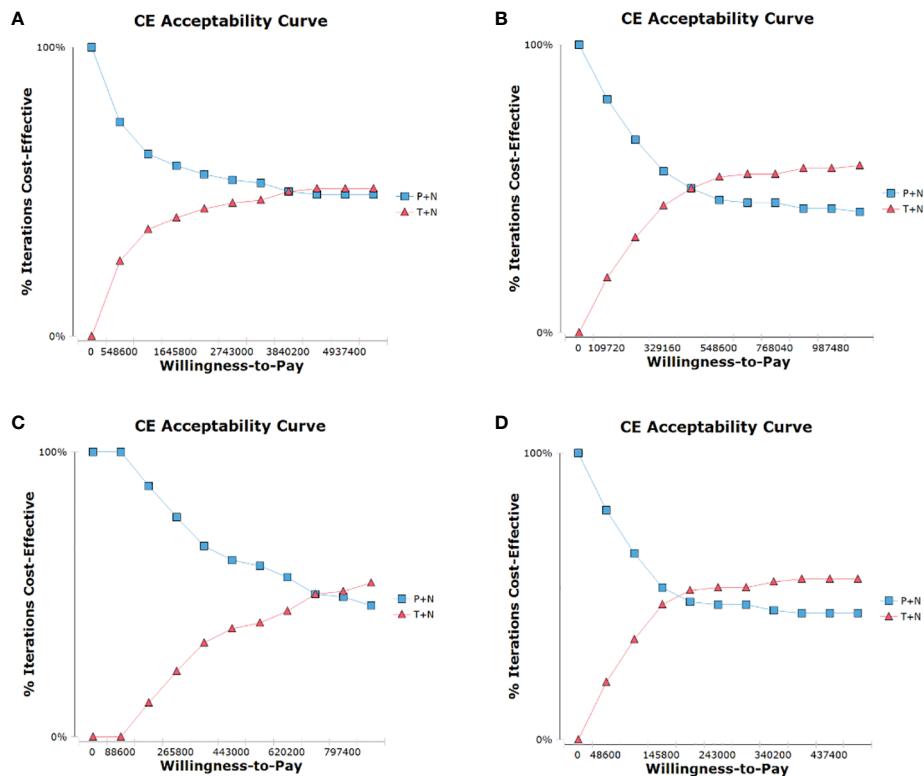 A
CE Acceptability Curve
100%
% Iterations Cost-Effective
0%
P+N
T+N
0 548600 1645800 2743000 3840200 4937400
Willingness-to-Pay
B
CE Acceptability Curve
100%
% Iterations Cost-Effective
0%
P+N
T+N
0 109720 329160 548600 768040 987480
Willingness-to-Pay
C
CE Acceptability Curve
100%
% Iterations Cost-Effective
0%
P+N
T+N
0 88600 265800 443000 620200 797400
Willingness-to-Pay
D
CE Acceptability Curve
100%
% Iterations Cost-Effective
0%
P+N
T+N
0 48600 145800 243000 340200 437400
Willingness-to-Pay